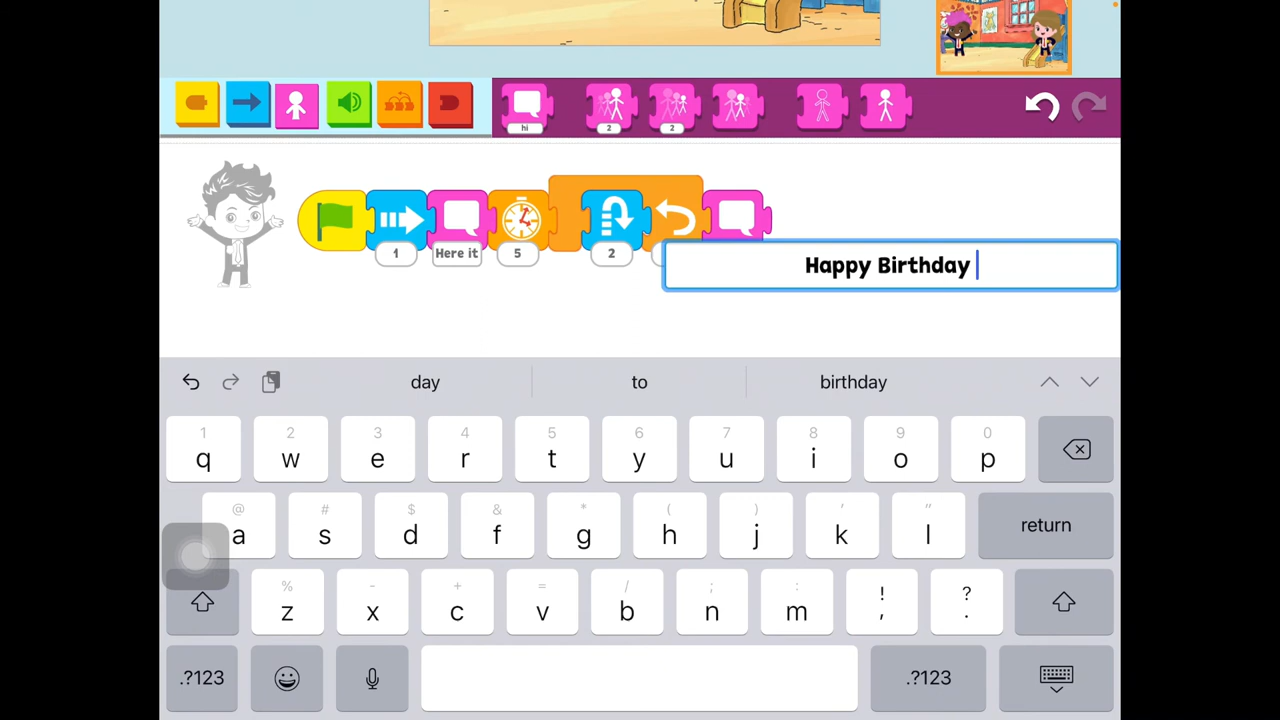 hi
2
2
1
Here it
5
2
Happy Birthday
day to birthday
1 2 3 4 5 6 7 8 9 0
q w e r t y u i o p
@ # $ & * ( ) ' "
a s d f g h j k l
return
% - + = / ; : ! ?
z x c v b n m , .
.?123 .?123